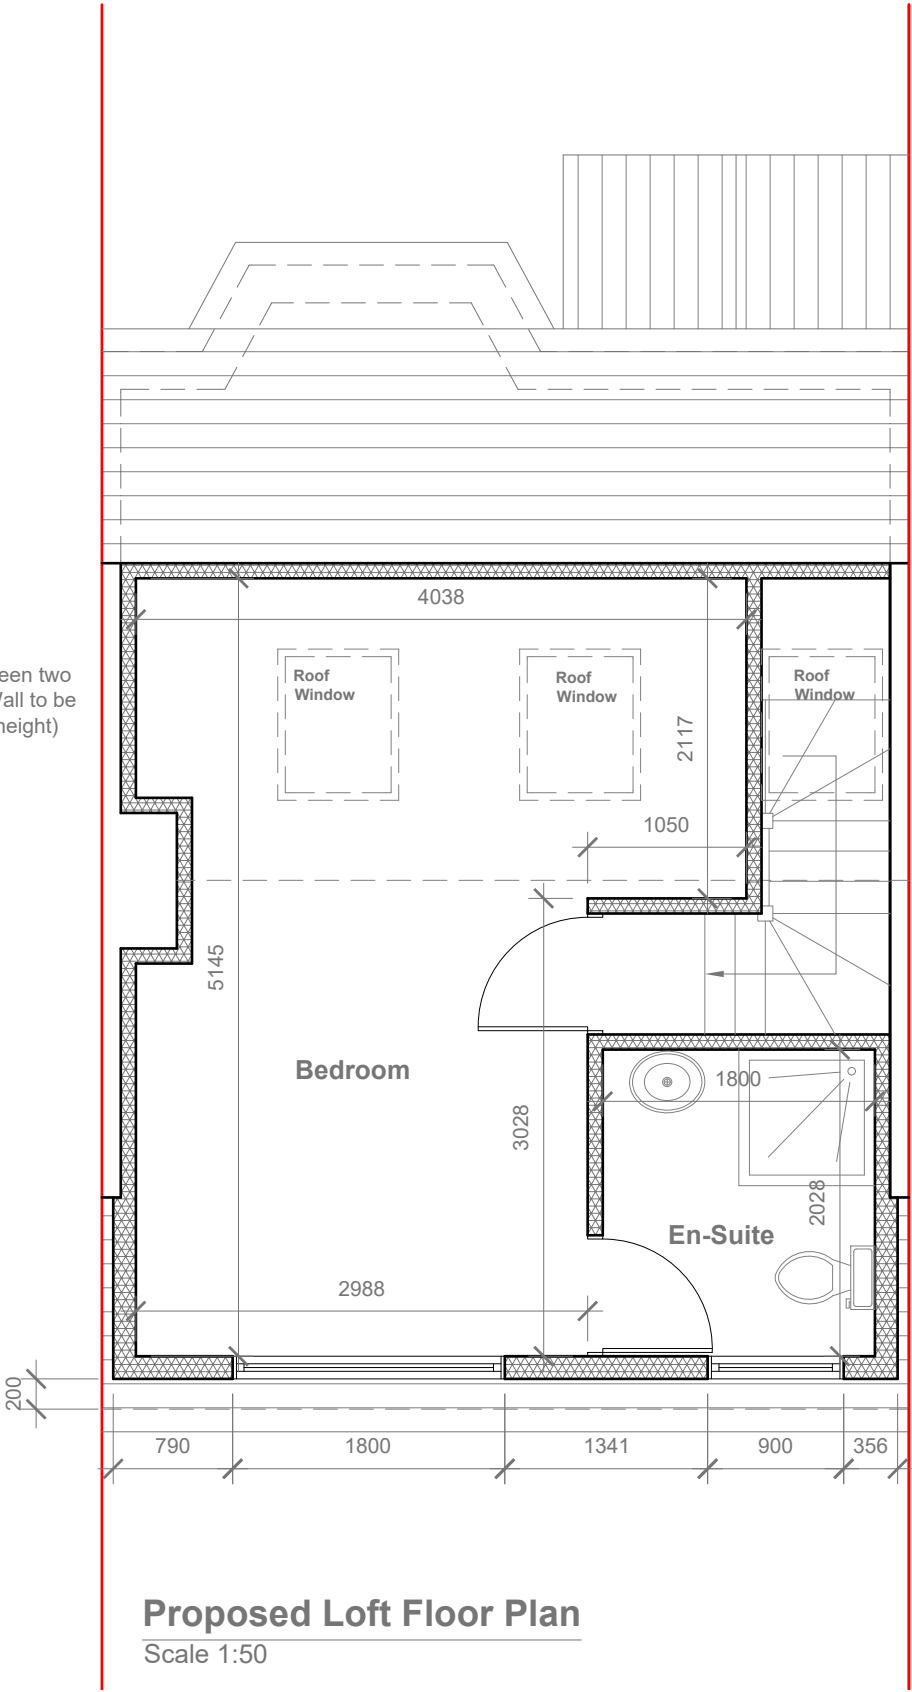 4038
Roof
Window
Roof
Window
Roof
Window
een two
Wall to be
height)
2117
1050
5145
Bedroom
1800
3028
2028
En-Suite
2988
200
790
1800
1341
900
356
Proposed Loft Floor Plan
Scale 1:50